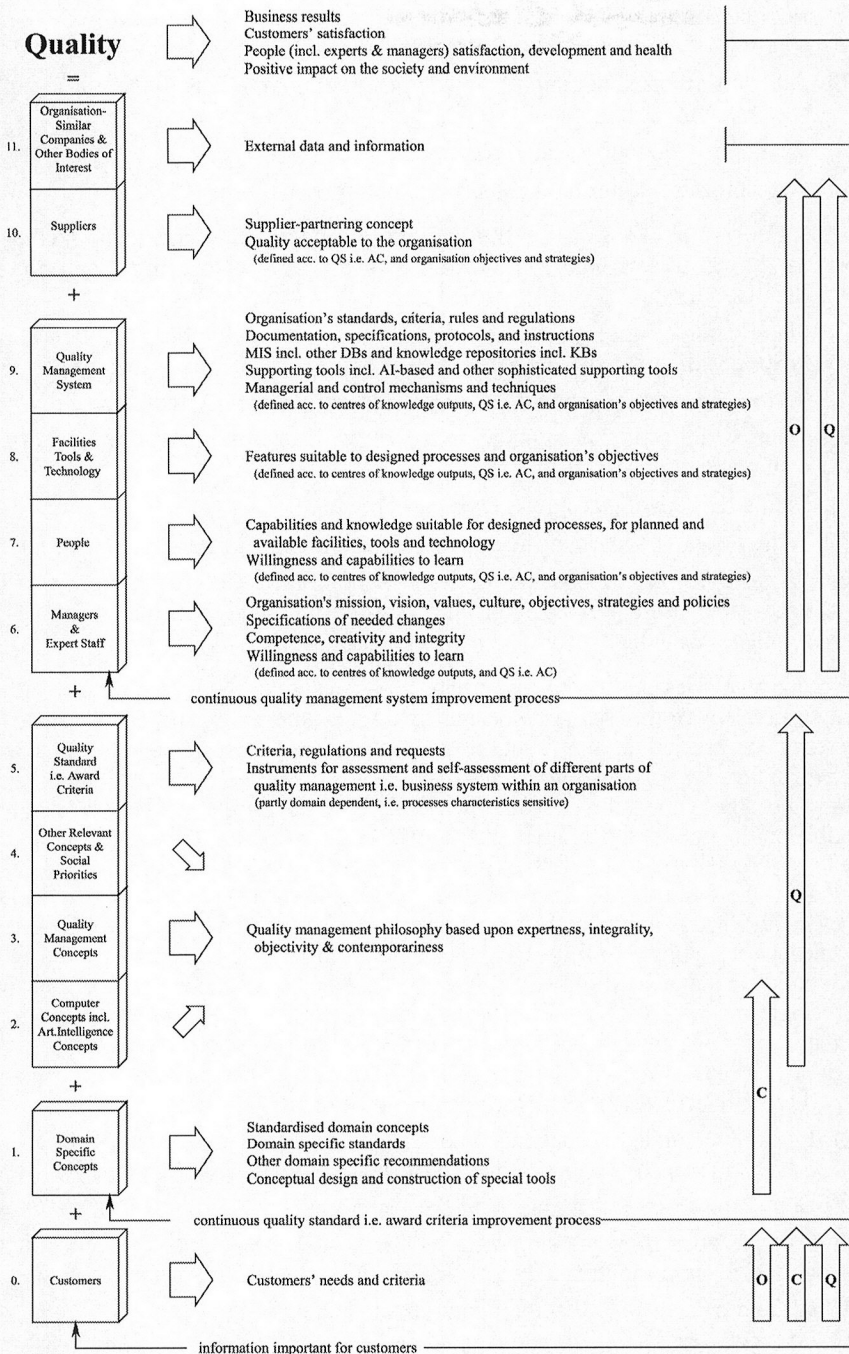 Quality
=
Business results
Customers' satisfaction
People (incl. experts & managers) satisfaction, development and health
Positive impact on the society and environment
11.
Organisation-
Similar
Companies &
Other Bodies of
Interest
External data and information
10.
Suppliers
Supplier-partnering concept
Quality acceptable to the organisation
(defined acc. to QS i.e. AC, and organisation objectives and strategies)
+
9.
Quality
Management
System
Organisation's standards, criteria, rules and regulations
Documentation, specifications, protocols, and instructions
MIS incl. other DBs and knowledge repositories incl. KBs
Supporting tools incl. AI-based and other sophisticated supporting tools
Managerial and control mechanisms and techniques
(defined acc. to centres of knowledge outputs, QS i.e. AC, and organisation's objectives and strategies)
O
Q
8.
Facilities
Tools &
Technology
Features suitable to designed processes and organisation's objectives
(defined acc. to centres of knowledge outputs, QS i.e. AC, and organisation's objectives and strategies)
7.
People
Capabilities and knowledge suitable for designed processes, for planned and
available facilities, tools and technology
Willingness and capabilities to learn
(defined acc. to centres of knowledge outputs, QS i.e. AC, and organisation's objectives and strategies)
6.
Managers
&
Expert Staff
Organisation's mission, vision, values, culture, objectives, strategies and policies
Specifications of needed changes
Competence, creativity and integrity
Willingness and capabilities to learn
(defined acc. to centres of knowledge outputs, and QS i.e. AC)
+
continuous quality management system improvement process
5.
Quality
Standard
i.e. Award
Criteria
Criteria, regulations and requests
Instruments for assessment and self-assessment of different parts of
quality management i.e. business system within an organisation
(partly domain dependent, i.e. processes characteristics sensitive)
4.
Other Relevant
Concepts &
Social
Priorities
Q
3.
Quality
Management
Concepts
Quality management philosophy based upon expertness, integrality,
objectivity & contemporariness
2.
Computer
Concepts incl.
Art.Intelligence
Concepts
+
C
1.
Domain
Specific
Concepts
Standardised domain concepts
Domain specific standards
Other domain specific recommendations
Conceptual design and construction of special tools
+
continuous quality standard i.e. award criteria improvement process
0.
Customers
Customers' needs and criteria
O
C
Q
information important for customers